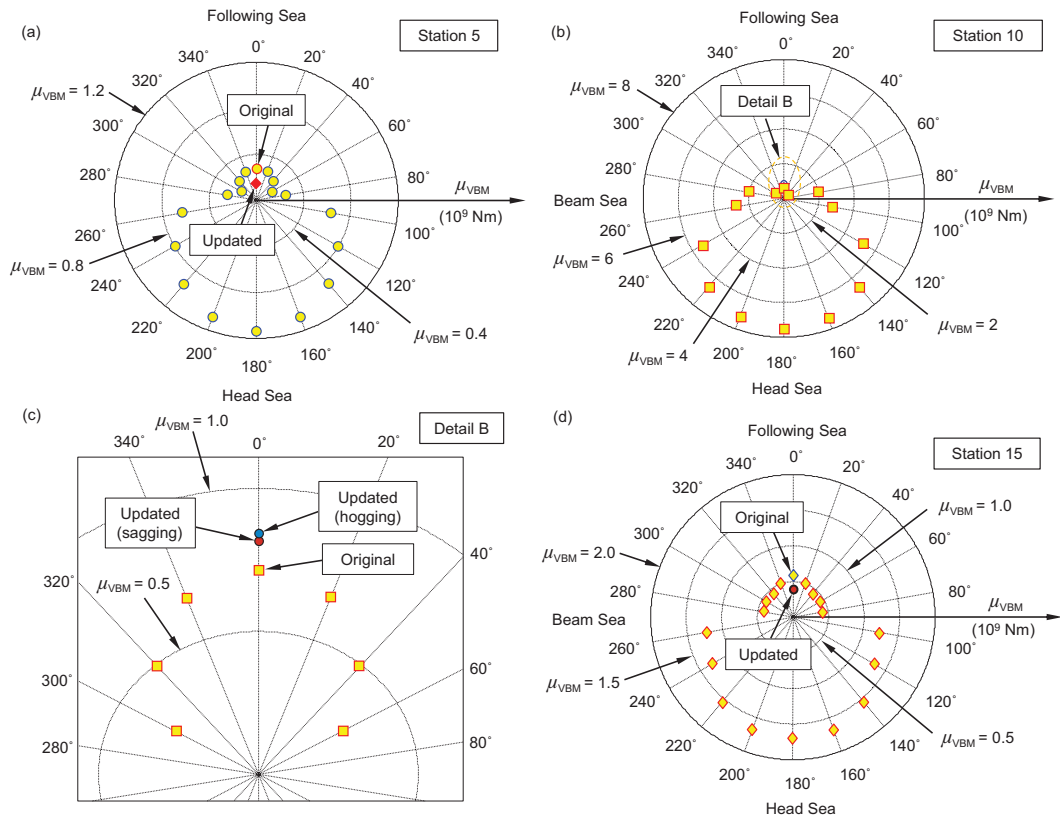 (a)
Following Sea
Station 5
0°
20°
40°
60°
80°
100°
120°
140°
160°
180°
200°
220°
240°
260°
280°
300°
320°
340°
μVBM = 1.2
Original
Updated
μVBM
(10⁹ Nm)
μVBM = 0.8
μVBM = 0.4
Head Sea
(b)
Following Sea
Station 10
0°
20°
40°
60°
80°
100°
120°
140°
160°
180°
200°
220°
240°
260°
280°
300°
320°
340°
μVBM = 8
Detail B
Beam Sea
μVBM
(10⁹ Nm)
μVBM = 6
μVBM = 4
μVBM = 2
Head Sea
(c)
μVBM = 1.0
Detail B
340°
0°
20°
Updated
(sagging)
Updated
(hogging)
Original
40°
320°
μVBM = 0.5
60°
300°
80°
280°
(d)
Following Sea
Station 15
0°
20°
40°
60°
80°
100°
120°
140°
160°
180°
200°
220°
240°
260°
280°
300°
320°
340°
Original
μVBM = 1.0
μVBM = 2.0
Beam Sea
μVBM
(10⁹ Nm)
Updated
μVBM = 1.5
μVBM = 0.5
Head Sea